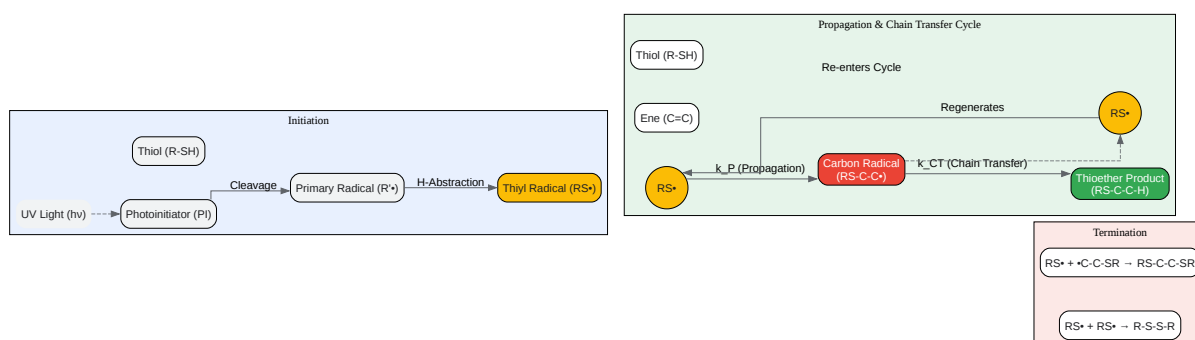 Initiation
Thiol (R-SH)
Cleavage
Primary Radical (R'•)
H-Abstraction
Thiyl Radical (RS•)
UV Light (hν)
Photoinitiator (PI)
Propagation & Chain Transfer Cycle
Thiol (R-SH)
Re-enters Cycle
Ene (C=C)
Regenerates
RS•
RS•
k_P (Propagation)
Carbon Radical
(RS-C-C•)
k_CT (Chain Transfer)
Thioether Product
(RS-C-C-H)
Termination
RS• + •C-C-SR → RS-C-C-SR
RS• + RS• → R-S-S-R